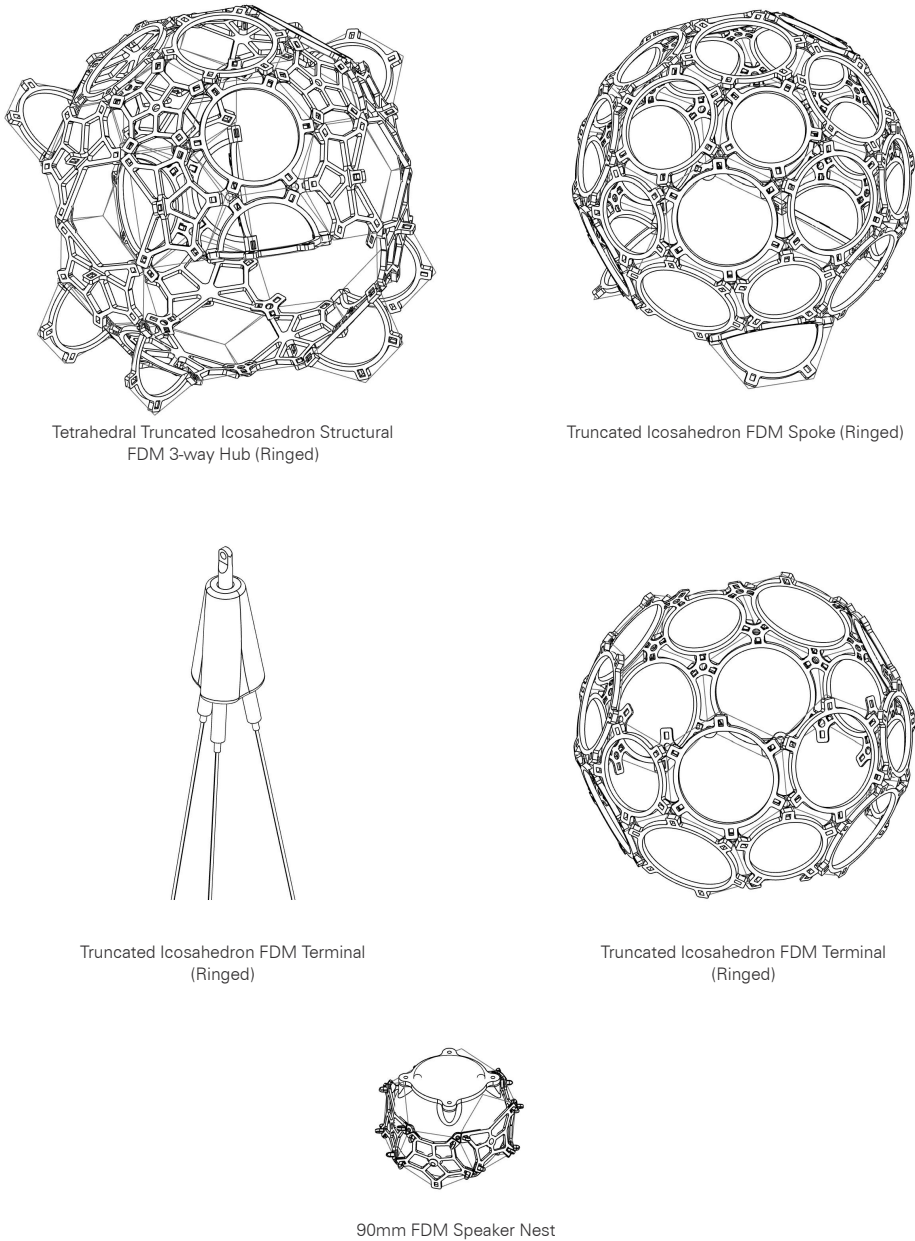 Tetrahedral Truncated Icosahedron Structural
FDM 3-way Hub (Ringed)
Truncated Icosahedron FDM Spoke (Ringed)
Truncated Icosahedron FDM Terminal
(Ringed)
Truncated Icosahedron FDM Terminal
(Ringed)
90mm FDM Speaker Nest